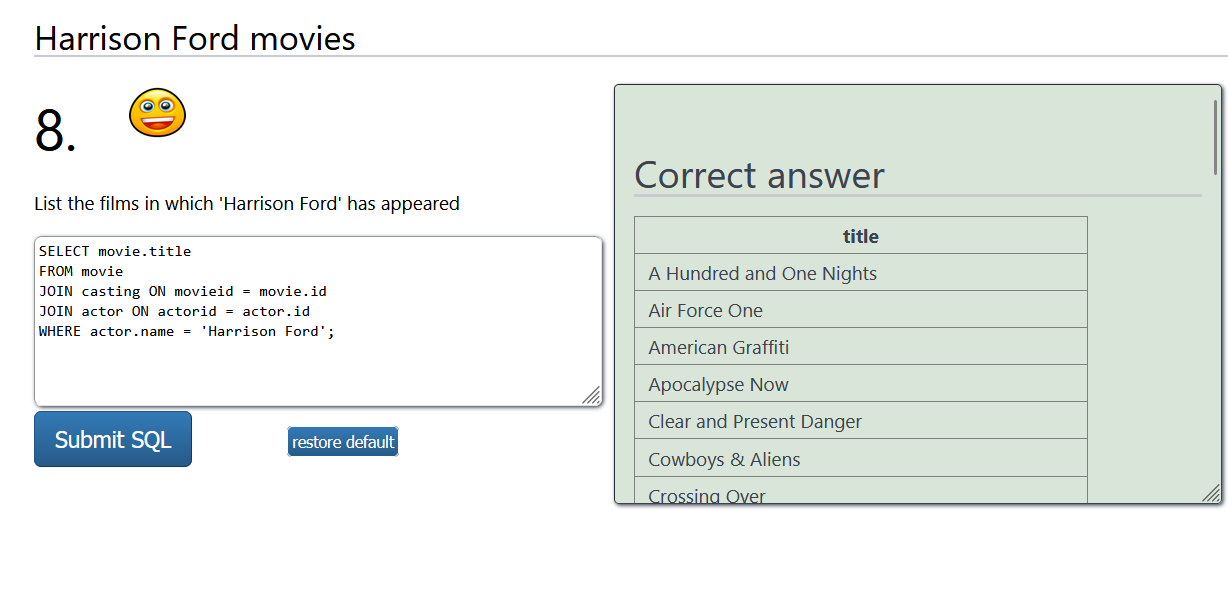 Harrison Ford movies
8.
List the films in which 'Harrison Ford' has appeared
SELECT movie.title
FROM movie
JOIN casting ON movieid = movie.id
JOIN actor ON actorid = actor.id
WHERE actor.name = 'Harrison Ford';
Submit SQL
restore default
Correct answer
title
A Hundred and One Nights
Air Force One
American Graffiti
Apocalypse Now
Clear and Present Danger
Cowboys & Aliens
Crossing Over